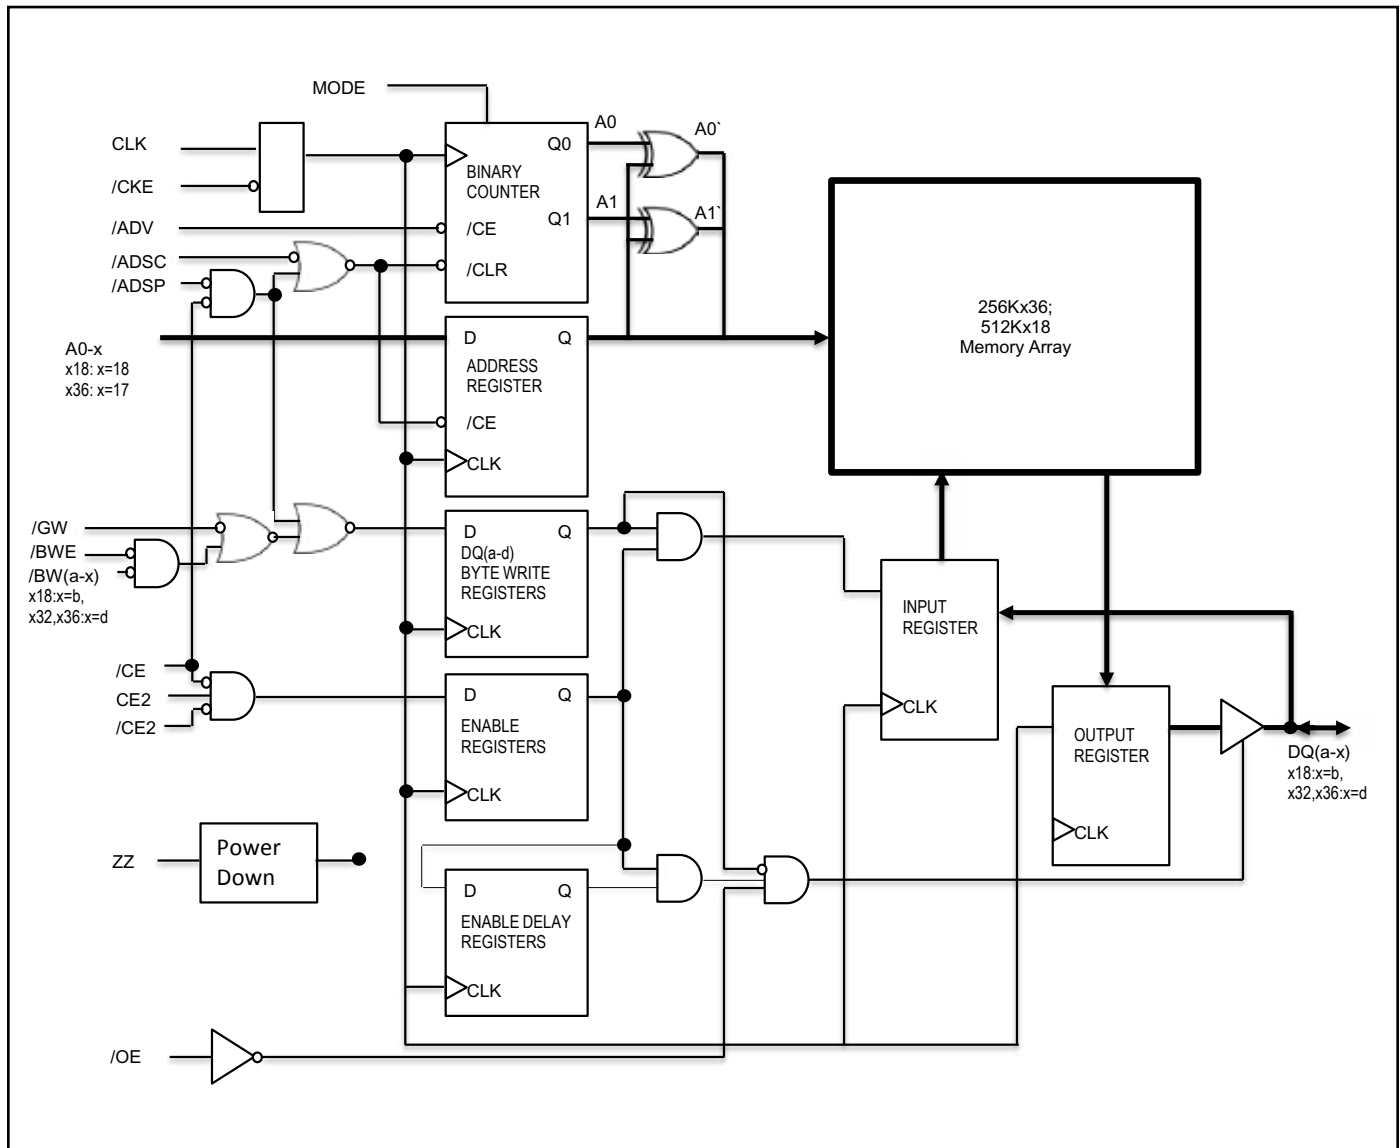 MODE
CLK
/CKE
/ADV
/ADSC
/ADSP
A0-x
x18: x=18
x36: x=17
/GW
/BWE
/BW(a-x)
x18:x=b,
x32,x36:x=d
/CE
CE2
/CE2
ZZ
Power
Down
/OE
Q0
BINARY
COUNTER
Q1
/CE
/CLR
A0
A0`
A1
A1`
D Q
ADDRESS
REGISTER
/CE
CLK
D Q
DQ(a-d)
BYTE WRITE
REGISTERS
CLK
D Q
ENABLE
REGISTERS
CLK
D Q
ENABLE DELAY
REGISTERS
CLK
256Kx36;
512Kx18
Memory Array
INPUT
REGISTER
CLK
OUTPUT
REGISTER
CLK
DQ(a-x)
x18:x=b,
x32,x36:x=d